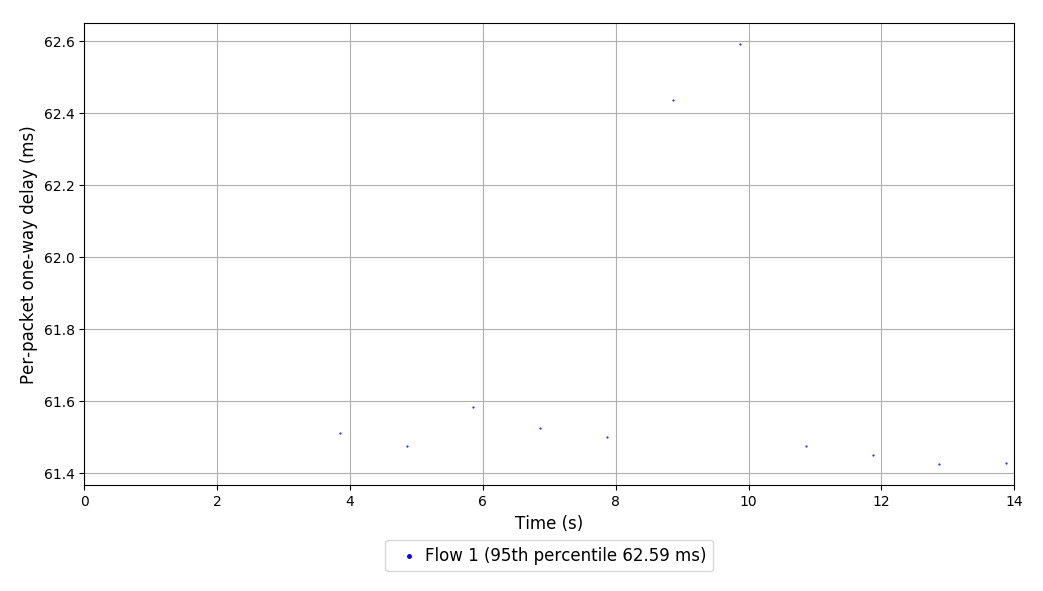 62.6
62.4
62.2
62.0
61.8
61.6
61.4
Per-packet one-way delay (ms)
0 2 4 6 8 10 12 14
Time (s)
Flow 1 (95th percentile 62.59 ms)